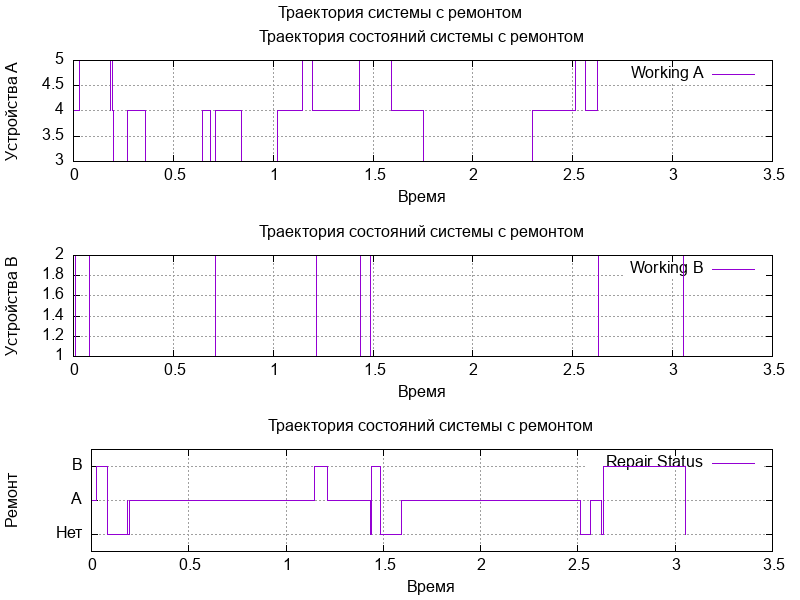 Траектория системы с ремонтом
Траектория состояний системы с ремонтом
Устройства A
5
4.5
4
3.5
3
Working A
0 0.5 1 1.5 2 2.5 3 3.5
Время
Траектория состояний системы с ремонтом
Устройства B
2
1.8
1.6
1.4
1.2
1
Working B
0 0.5 1 1.5 2 2.5 3 3.5
Время
Траектория состояний системы с ремонтом
Ремонт
B
A
Нет
Repair Status
0 0.5 1 1.5 2 2.5 3 3.5
Время